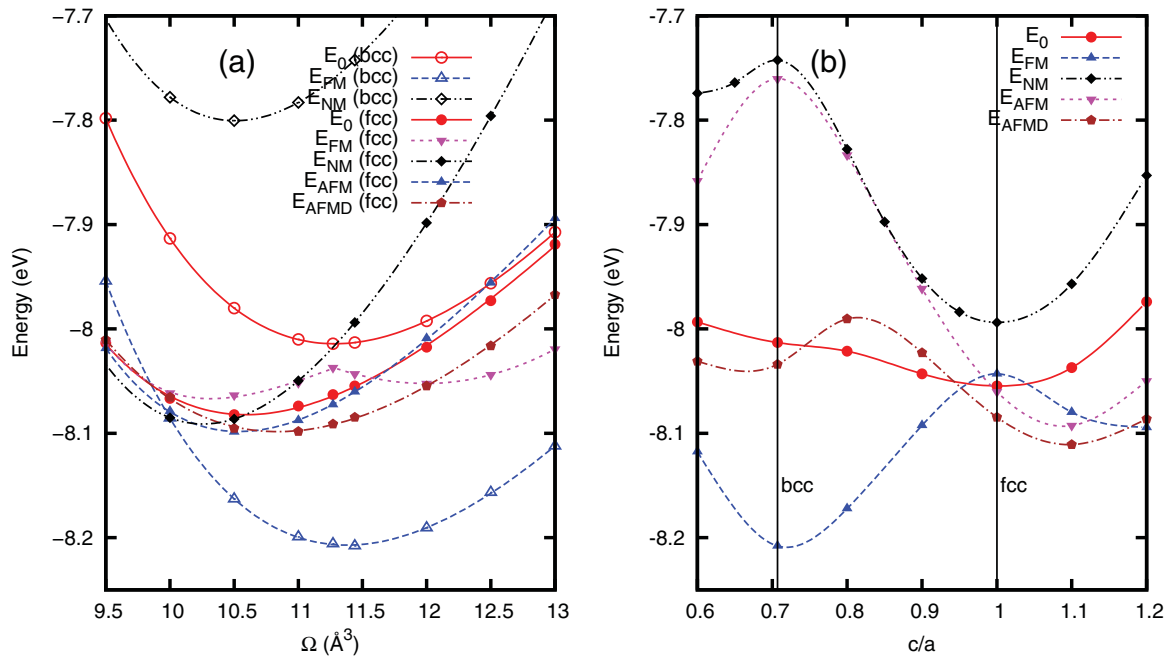 (a)
E0 (bcc)
EFM (bcc)
ENM (bcc)
E0 (fcc)
EFM (fcc)
ENM (fcc)
EAFM (fcc)
EAFMD (fcc)
−7.7
−7.8
−7.9
−8
−8.1
−8.2
Energy (eV)
9.5 10 10.5 11 11.5 12 12.5 13
Ω (Å3)
(b)
E0
EFM
ENM
EAFM
EAFMD
-7.7
-7.8
-7.9
-8
-8.1
-8.2
Energy (eV)
bcc
fcc
0.6 0.7 0.8 0.9 1 1.1 1.2
c/a